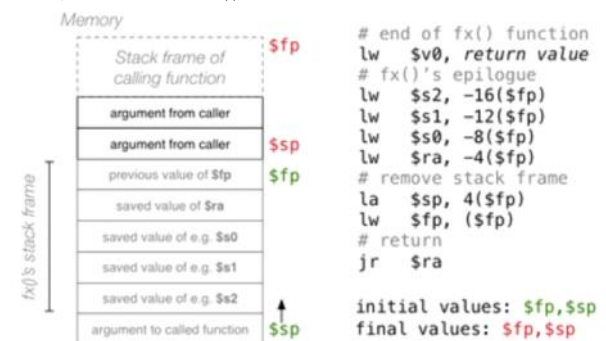 Memory
Stack frame of
calling function
$fp
argument from caller
argument from caller
$sp
previous value of $fp
$fp
saved value of $ra
saved value of e.g. $s0
saved value of e.g. $s1
saved value of e.g. $s2
argument to called function
$sp
fx()'s stack frame
# end of fx() function
lw $v0, return value
# fx()'s epilogue
lw $s2, -16($fp)
lw $s1, -12($fp)
lw $s0, -8($fp)
lw $ra, -4($fp)
# remove stack frame
la $sp, 4($fp)
lw $fp, ($fp)
# return
jr $ra
initial values: $fp,$sp
final values: $fp,$sp